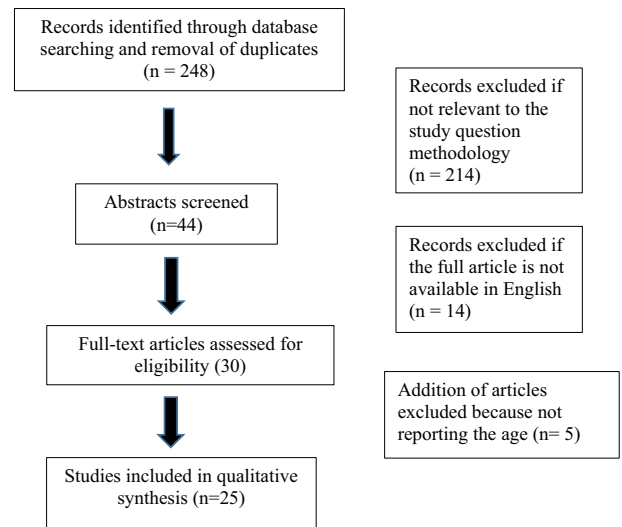 Records identified through database
searching and removal of duplicates
(n = 248)
Records excluded if
not relevant to the
study question
methodology
(n = 214)
Abstracts screened
(n=44)
Records excluded if
the full article is not
available in English
(n = 14)
Full-text articles assessed for
eligibility (30)
Addition of articles
excluded because not
reporting the age (n= 5)
Studies included in qualitative
synthesis (n=25)